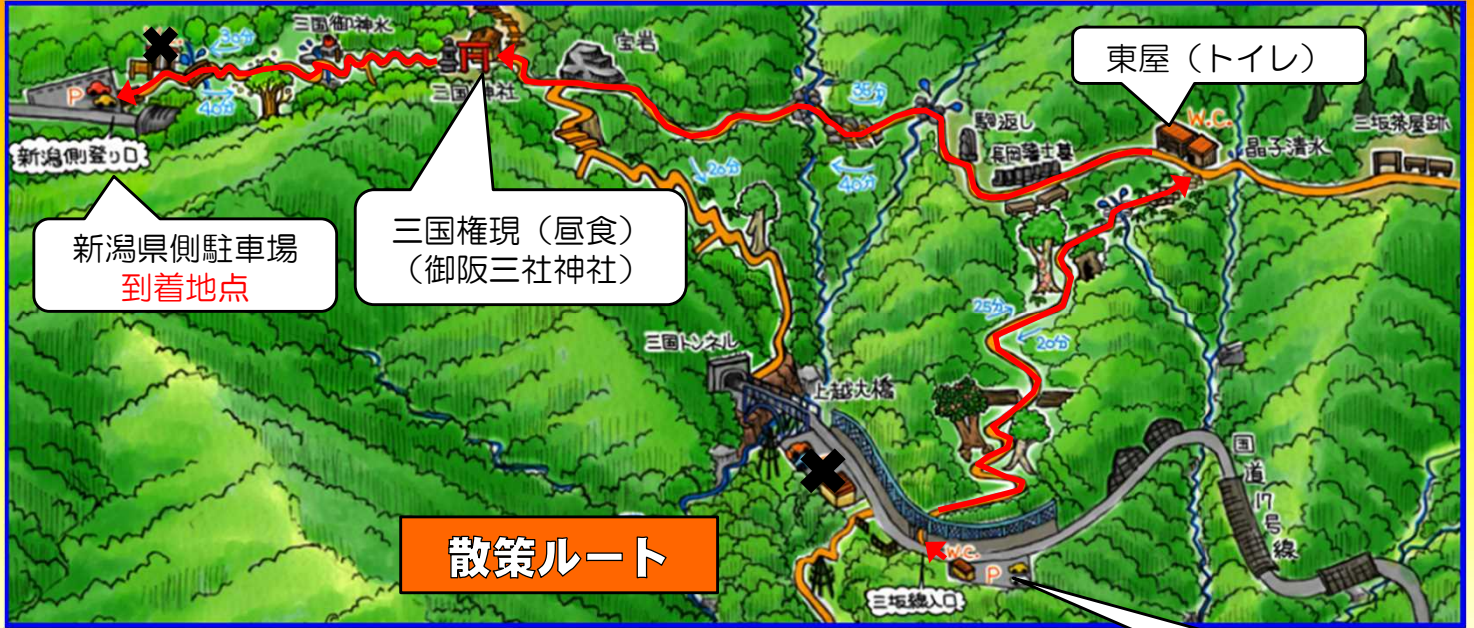 三国御神水
宝岩
30分
P
40分
三国神社
新潟側登り口
新潟県側駐車場
到着地点
三国権現（昼食）
（御阪三社神社）
20分
35分
40分
駒返し
長岡藩士墓
東屋（トイレ）
W.C.
晶子清水
三坂茶屋跡
25分
20分
三国トンネル
上越大橋
国道17号線
散策ルート
W.C.
P
三坂線入口